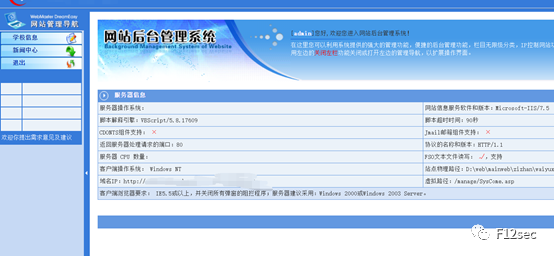 WebMaster DreamEasy
网站管理导航
学校信息
新闻中心
退出
欢迎你提出需求意见及建议
网站后台管理系统
Background Management System of Website
[admin]您好,欢迎您进入网站后台管理系统!
在这里您可以利用系统提供的强大的管理功能,便捷的后台管理功能,栏目无限级分类,IP控制网站功
用左边的关闭左栏功能关闭或打开左边的管理导航,以扩展操作界面。
服务器信息
服务器操作系统:
网站信息服务软件和版本:Microsoft-IIS/7.5
脚本解释引擎:VBScript/5.8.17609
脚本超时时间:90秒
CDONTS组件支持: ×
Jmail邮箱组件支持: ×
返回服务器处理请求的端口:80
协议的名称和版本:HTTP/1.1
服务器 CPU 数量:
FSO文本文件读写: ✓,支持
客户端操作系统: Windows NT
站点物理路径:D:\web\mainweb\zizhan\waiyu
域名IP:http://
虚拟路径:/manage/SysCome.asp
客户端浏览器要求: IE5.5或以上,并关闭所有弹窗的阻拦程序;服务器建议采用:Windows 2000或Windows 2003 Server。
F12sec